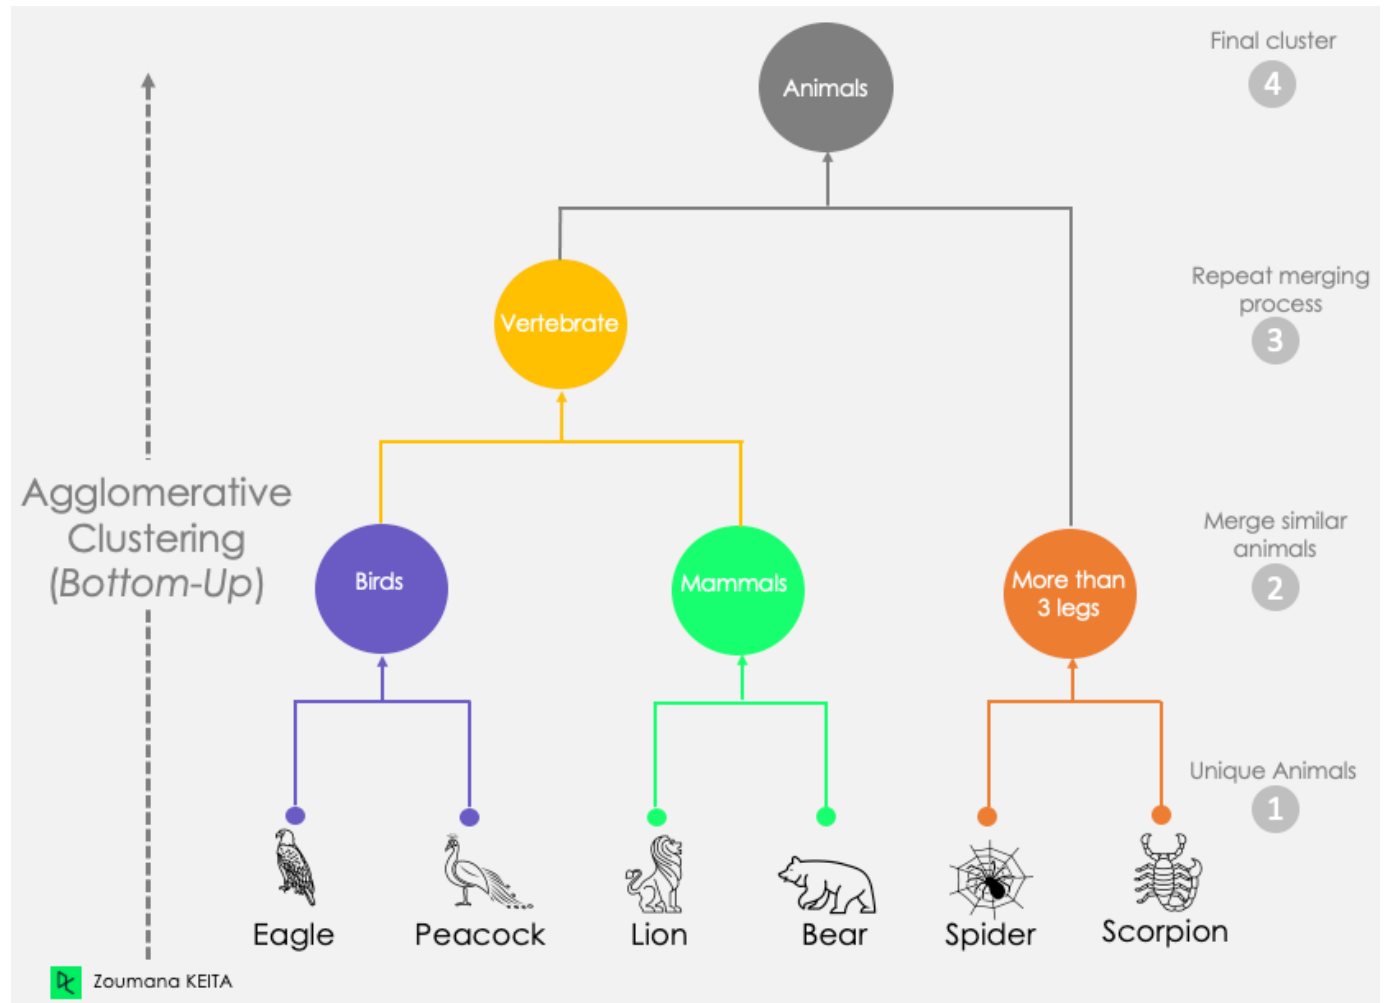 Final cluster
4
Animals
Repeat merging
process
3
Vertebrate
Agglomerative
Clustering
(Bottom-Up)
Merge similar
animals
2
Birds
Mammals
More than
3 legs
Unique Animals
1
Eagle
Peacock
Lion
Bear
Spider
Scorpion
Zoumana KEITA